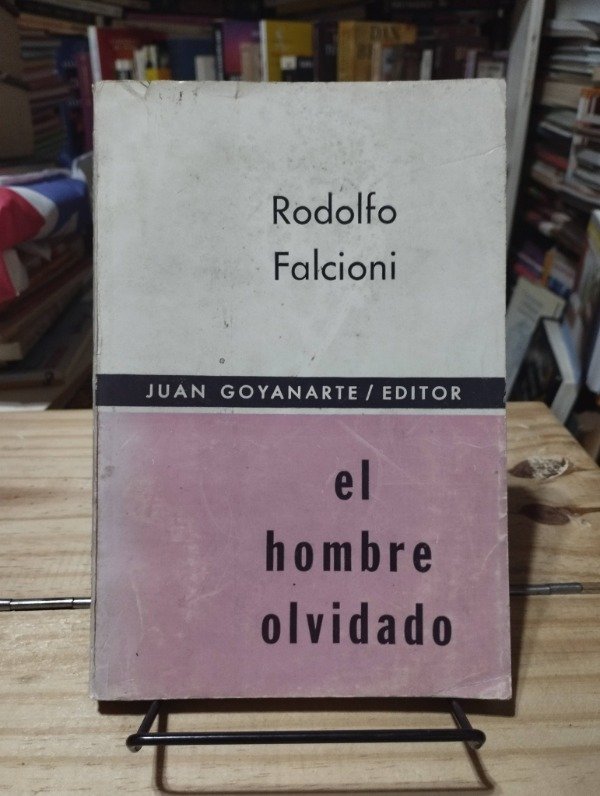 Rodolfo
Falcioni
JUAN GOYANARTE / EDITOR
el
hombre
olvidado